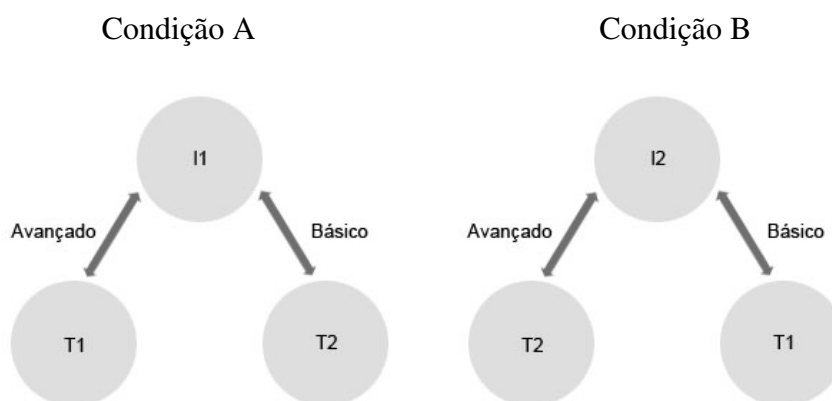 Condição A
Condição B
I1
Avançado
Básico
T1
T2
I2
Avançado
Básico
T2
T1